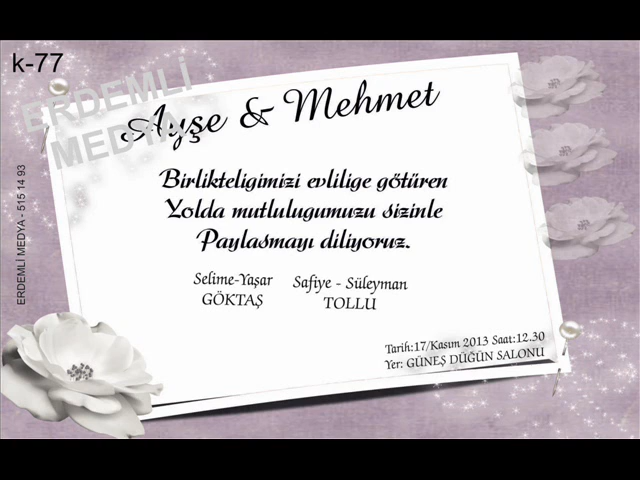 k-77
ERDEMLİ
MEDYA
ERDEMLİ MEDYA - 515 14 93
Ayşe & Mehmet
Birlikteligimizi evlilige götüren
Yolda mutlulugumuzu sizinle
Paylasmayı diliyoruz.
Selime-Yaşar
GÖKTAŞ
Safiye - Süleyman
TOLLU
Tarih:17/Kasım 2013 Saat:12.30
Yer: GÜNEŞ DÜĞÜN SALONU